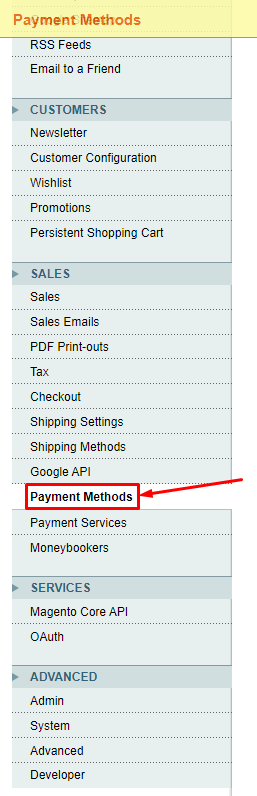 Payment Methods
RSS Feeds
Email to a Friend
CUSTOMERS
Newsletter
Customer Configuration
Wishlist
Promotions
Persistent Shopping Cart
SALES
Sales
Sales Emails
PDF Print-outs
Tax
Checkout
Shipping Settings
Shipping Methods
Google API
Payment Methods
Payment Services
Moneybookers
SERVICES
Magento Core API
OAuth
ADVANCED
Admin
System
Advanced
Developer